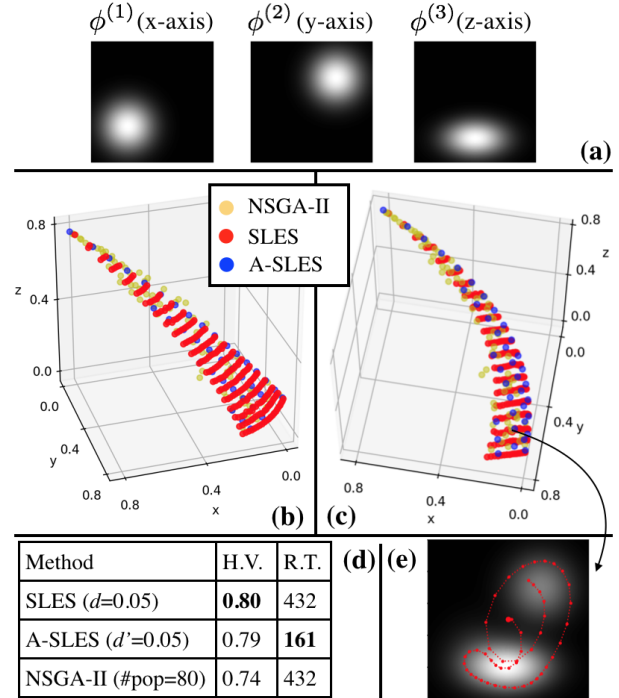 ϕ⁽¹⁾ (x-axis) ϕ⁽²⁾ (y-axis) ϕ⁽³⁾ (z-axis)
(a)
NSGA-II
SLES
A-SLES
0.8
z
0.4
0.0
0.0
y
0.4
0.8
0.8
0.4
x
0.0
(b)
0.8
z
0.4
0.0
0.0
0.4
y
0.8
0.8
0.4
x
0.0
(c)
Method H.V. R.T.
SLES (d=0.05) 0.80 432
A-SLES (d'=0.05) 0.79 161
NSGA-II (#pop=80) 0.74 432
(d)
(e)